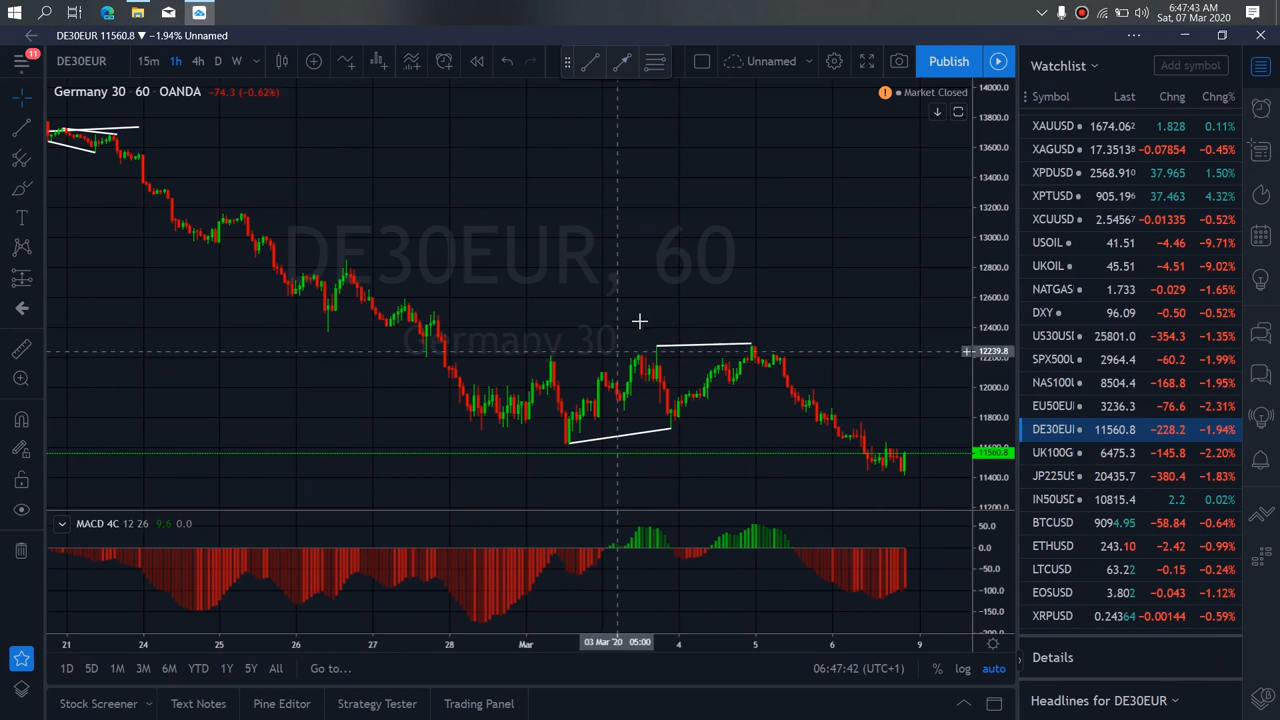 6:47:43
Sat, 07 Mar 2020
DE30EUR 11560.8 ▼ −1.94% Unnamed
11
DE30EUR 15m 1h 4h D W Unnamed Publish
Watchlist Add symbol
Germany 30 · 60 · OANDA −74.3 (−0.62%)
Market Closed
Symbol Last Chng Chng%
XAUUSD 1674.062 1.828 0.11%
XAGUSD 17.3513 −0.07854 −0.45%
XPDUSD 2568.910 37.965 1.50%
XPTUSD 905.196 37.463 4.32%
XCUUSD 2.54567 −0.01335 −0.52%
USOIL 41.51 −4.46 −9.71%
UKOIL 45.51 −4.51 −9.02%
NATGAS 1.733 −0.029 −1.65%
DXY 96.09 −0.50 −0.52%
US30US 25801.0 −354.3 −1.35%
SPX500 2964.4 −60.2 −1.99%
NAS100 8504.4 −168.8 −1.95%
EU50EU 3236.3 −76.6 −2.31%
DE30EU 11560.8 −228.2 −1.94%
UK100G 6475.3 −145.8 −2.20%
JP225US 20435.7 −380.4 −1.83%
IN50USD 10815.4 2.2 0.02%
BTCUSD 9094.95 −58.84 −0.64%
ETHUSD 243.10 −2.42 −0.99%
LTCUSD 63.22 −0.15 −0.24%
EOSUSD 3.802 −0.043 −1.12%
XRPUSD 0.24364 −0.00144 −0.59%
DE30EUR, 60
Germany 30
14000.0
13800.0
13600.0
13400.0
13200.0
13000.0
12800.0
12600.0
12400.0
12239.8
12000.0
11800.0
11560.8
11400.0
11200.0
MACD 4C 12 26 9.6 0.0
50.0
0.0
−50.0
−100.0
−150.0
−200.0
21 24 25 26 27 28 Mar 03 Mar '20 05:00 4 5 6 9
1D 5D 1M 3M 6M YTD 1Y 5Y All Go to... 06:47:42 (UTC+1) % log auto
Details
Stock Screener Text Notes Pine Editor Strategy Tester Trading Panel
Headlines for DE30EUR